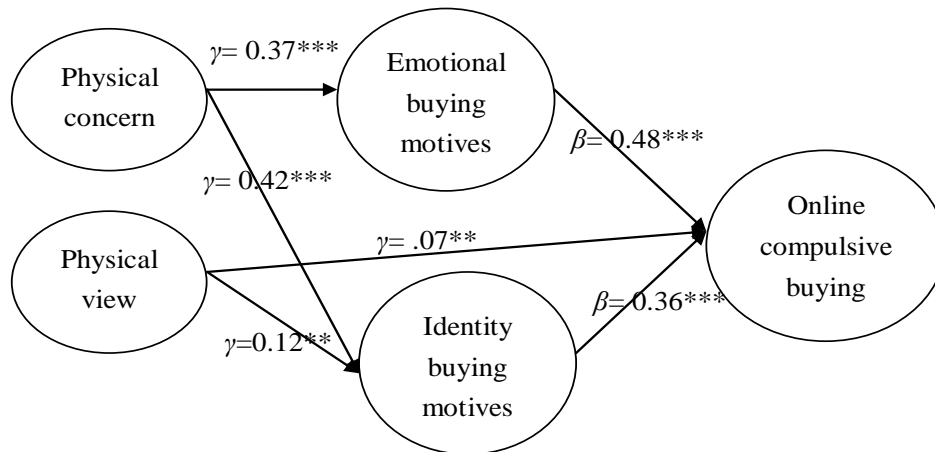 Physical
concern
γ= 0.37***
Emotional
buying
motives
γ= 0.42***
β= 0.48***
Physical
view
γ= .07**
γ=0.12**
Identity
buying
motives
β= 0.36***
Online
compulsive
buying